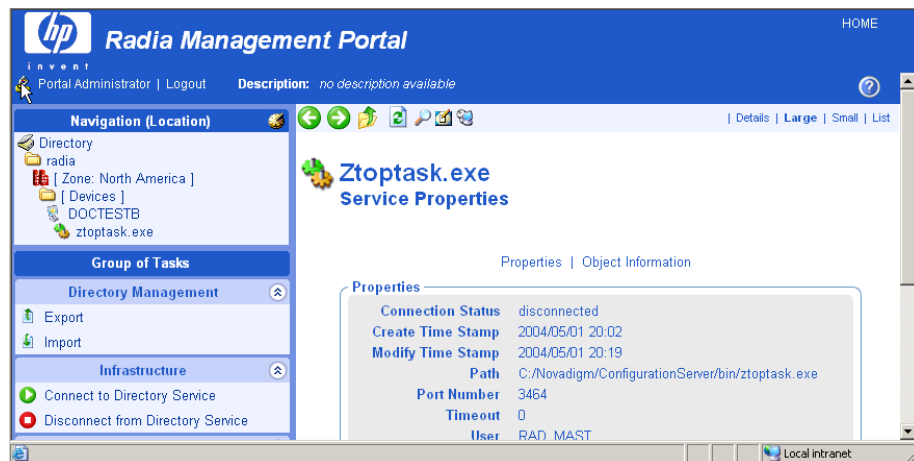 hp
invent
Radia Management Portal
HOME
Portal Administrator | Logout
Description: no description available
?
Navigation (Location)
| Details | Large | Small | List
Directory
radia
[ Zone: North America ]
[ Devices ]
DOCTESTB
ztoptask.exe
Ztoptask.exe
Service Properties
Group of Tasks
Directory Management
Export
Import
Infrastructure
Connect to Directory Service
Disconnect from Directory Service
Properties | Object Information
Properties
Connection Status disconnected
Create Time Stamp 2004/05/01 20:02
Modify Time Stamp 2004/05/01 20:19
Path C:/Novadigm/ConfigurationServer/bin/ztoptask.exe
Port Number 3464
Timeout 0
User RAD_MAST
Local intranet